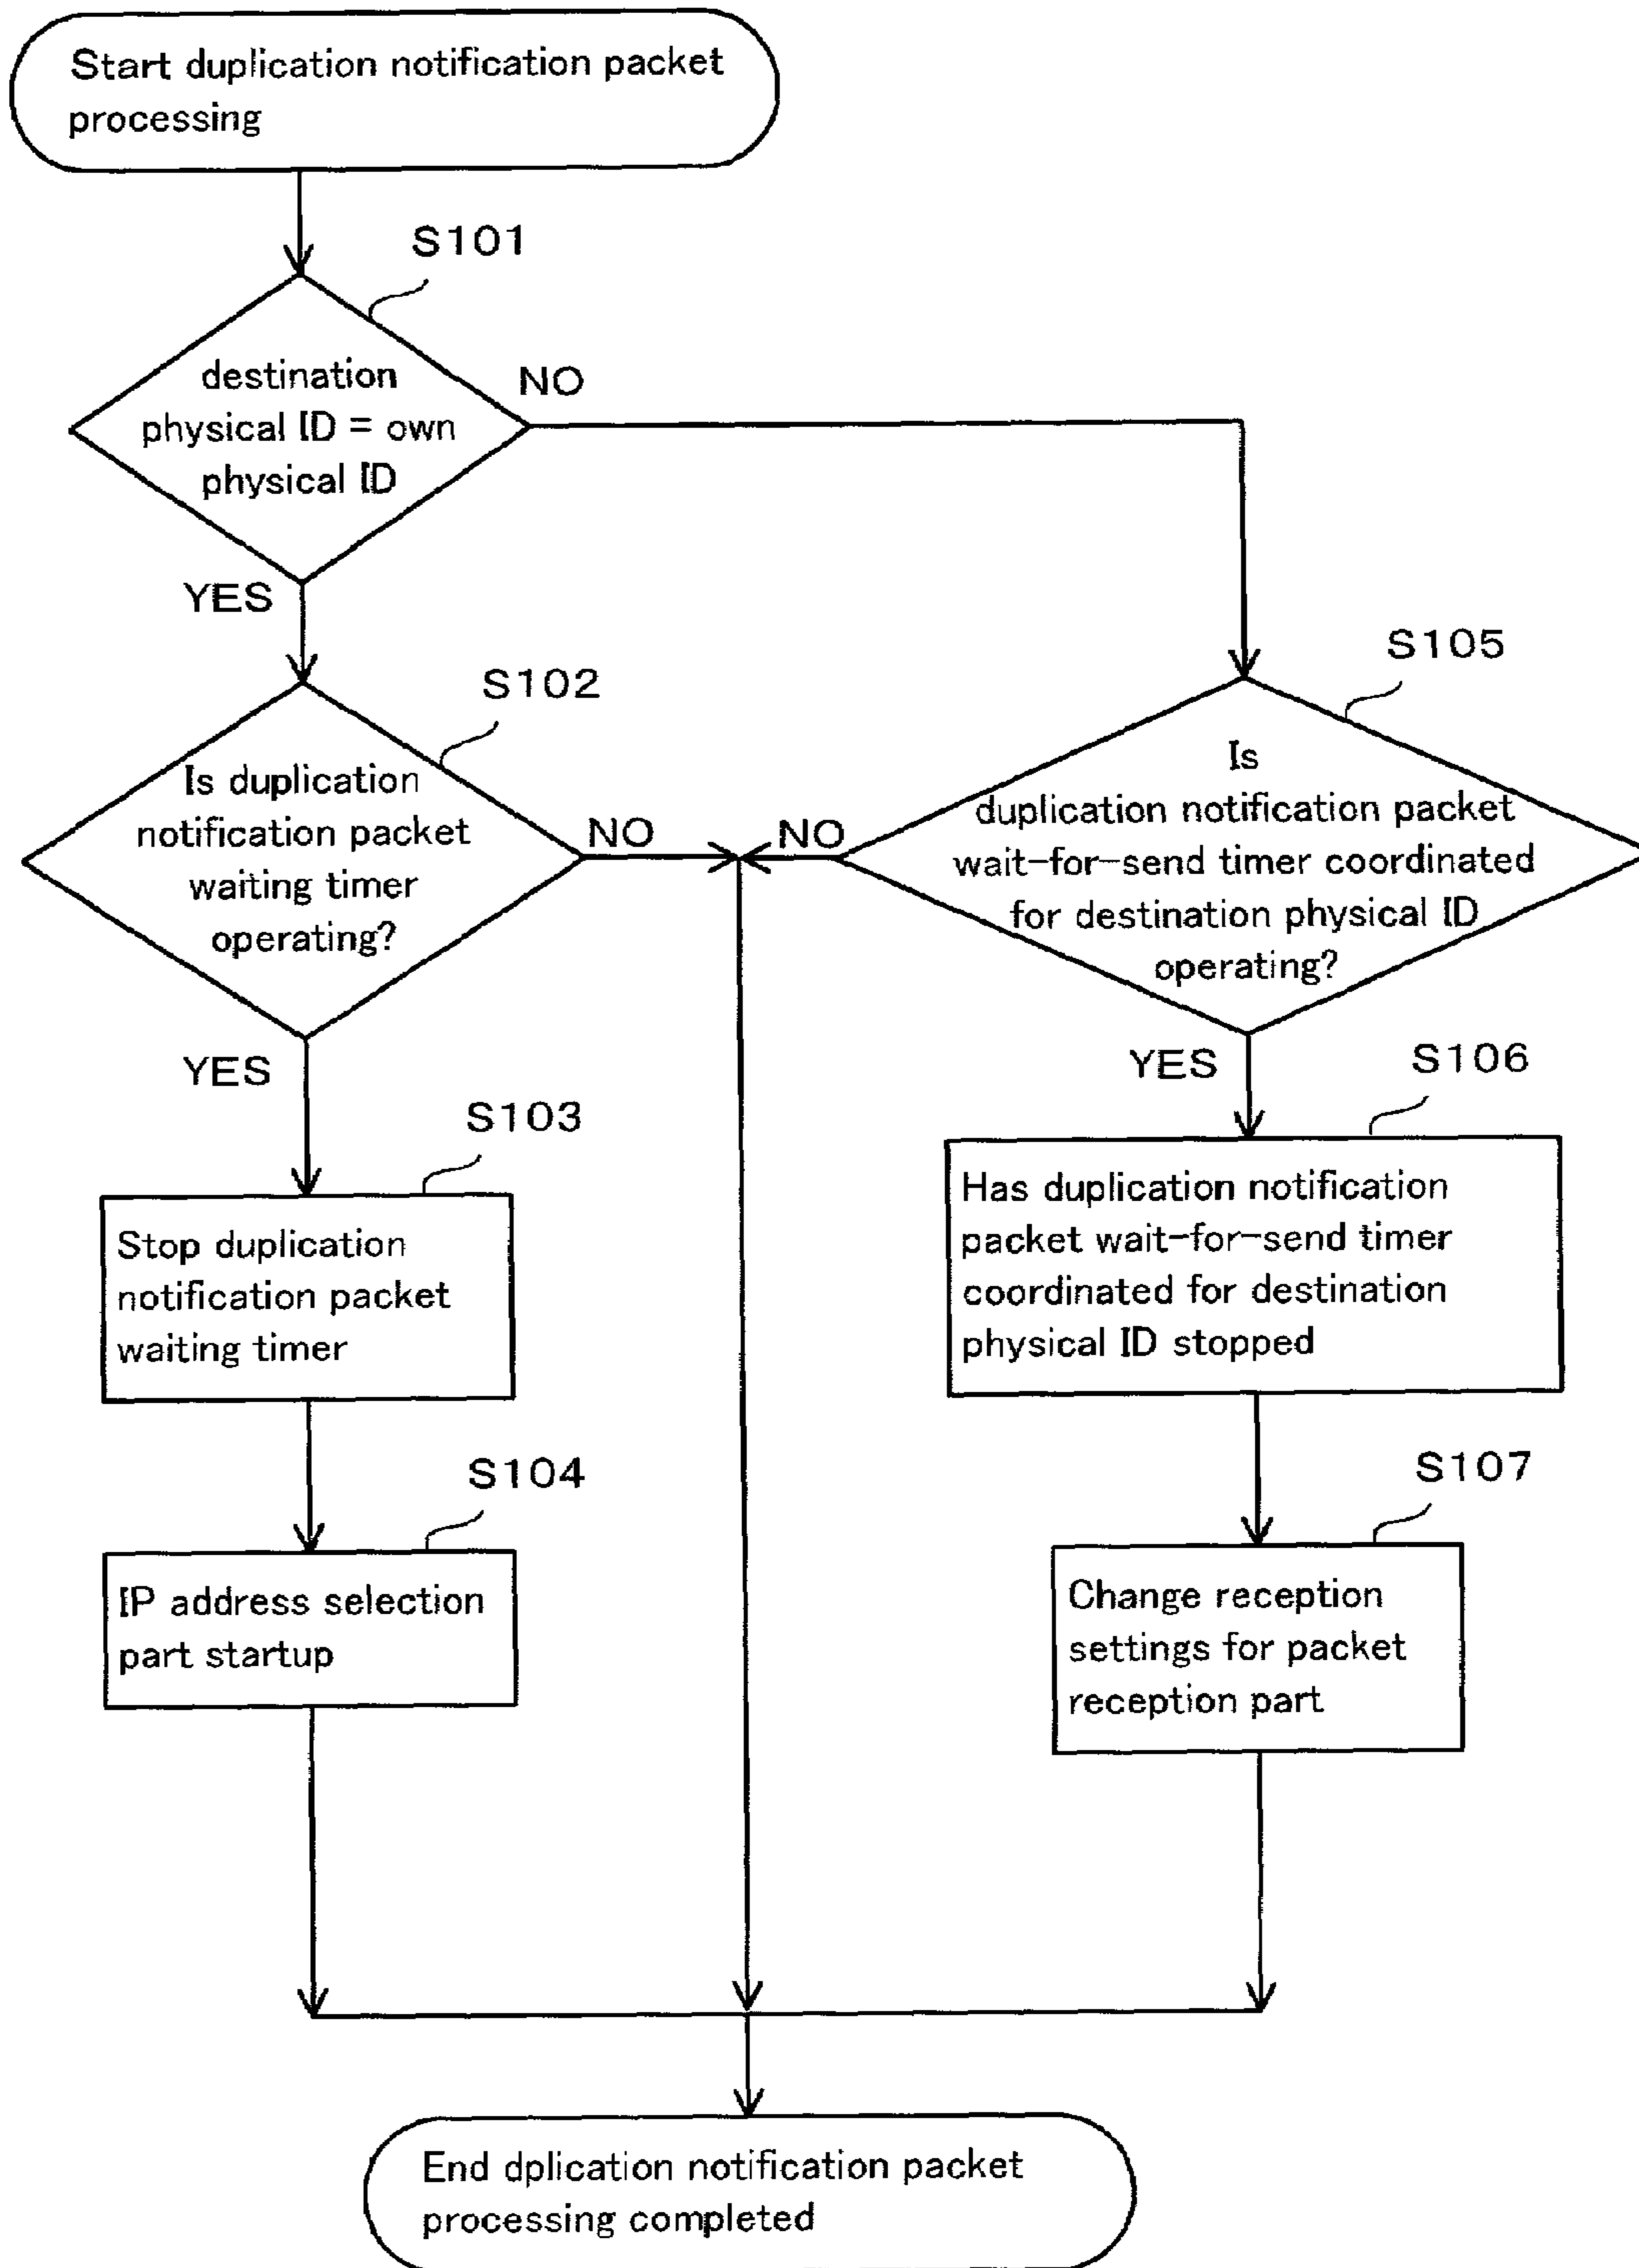 Start duplication notification packet
processing
S101
destination
physical ID = own
physical ID
NO
YES
S102
Is duplication
notification packet
waiting timer
operating?
NO
YES
S105
Is
duplication notification packet
wait-for-send timer coordinated
for destination physical ID
operating?
NO
YES
S103
Stop duplication
notification packet
waiting timer
S106
Has duplication notification
packet wait-for-send timer
coordinated for destination
physical ID stopped
S104
IP address selection
part startup
S107
Change reception
settings for packet
reception part
End dplication notification packet
processing completed